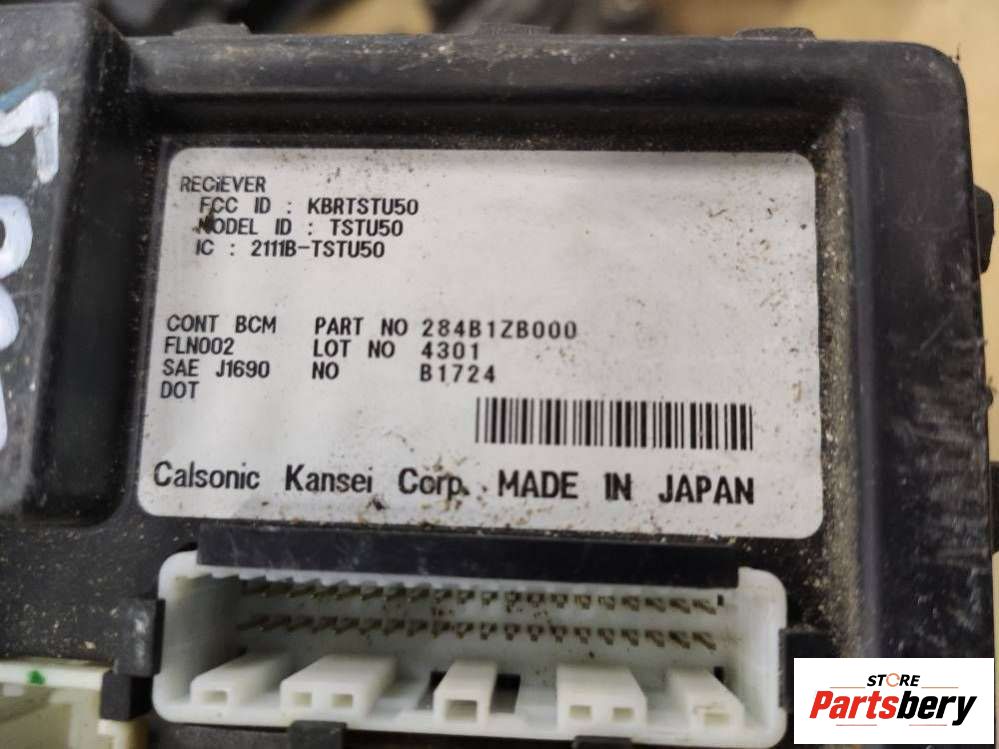 RECiEVER
FCC ID : KBRTSTU50
MODEL ID : TSTU50
IC : 2111B-TSTU50
CONT BCM PART NO 284B1ZB000
FLN002 LOT NO 4301
SAE J1690 NO B1724
DOT
Calsonic Kansei Corp. MADE IN JAPAN
STORE
Partsbery